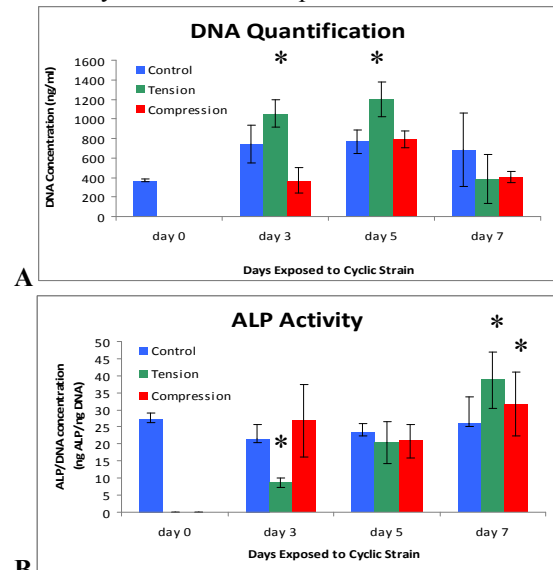 DNA Quantification
* *
Control
Tension
Compression
DNA Concentration (ng/ml)
1600
1400
1200
1000
800
600
400
200
0
day 0 day 3 day 5 day 7
Days Exposed to Cyclic Strain
A
ALP Activity
*
*
*
Control
Tension
Compression
ALP/DNA concentration
(ng ALP/ng DNA)
50
45
40
35
30
25
20
15
10
5
0
day 0 day 3 day 5 day 7
Days Exposed to Cyclic Strain
B